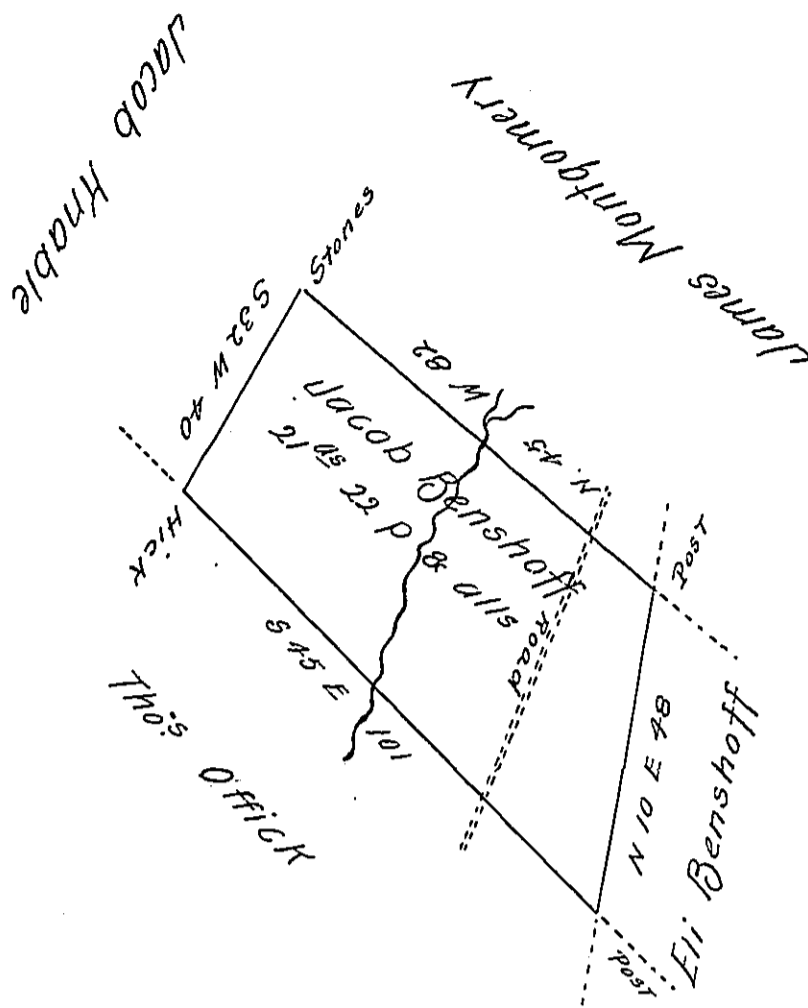 Jacob Knable
James Montgomery
Stones
S 32 W 40
N. 45 W 82
Jacob Benshoff
21 as 22 P & alls
Hick
Road
Post
S 45 E 101
Tho.s Offick
N 10 E 48
Eli Benshoff
Post